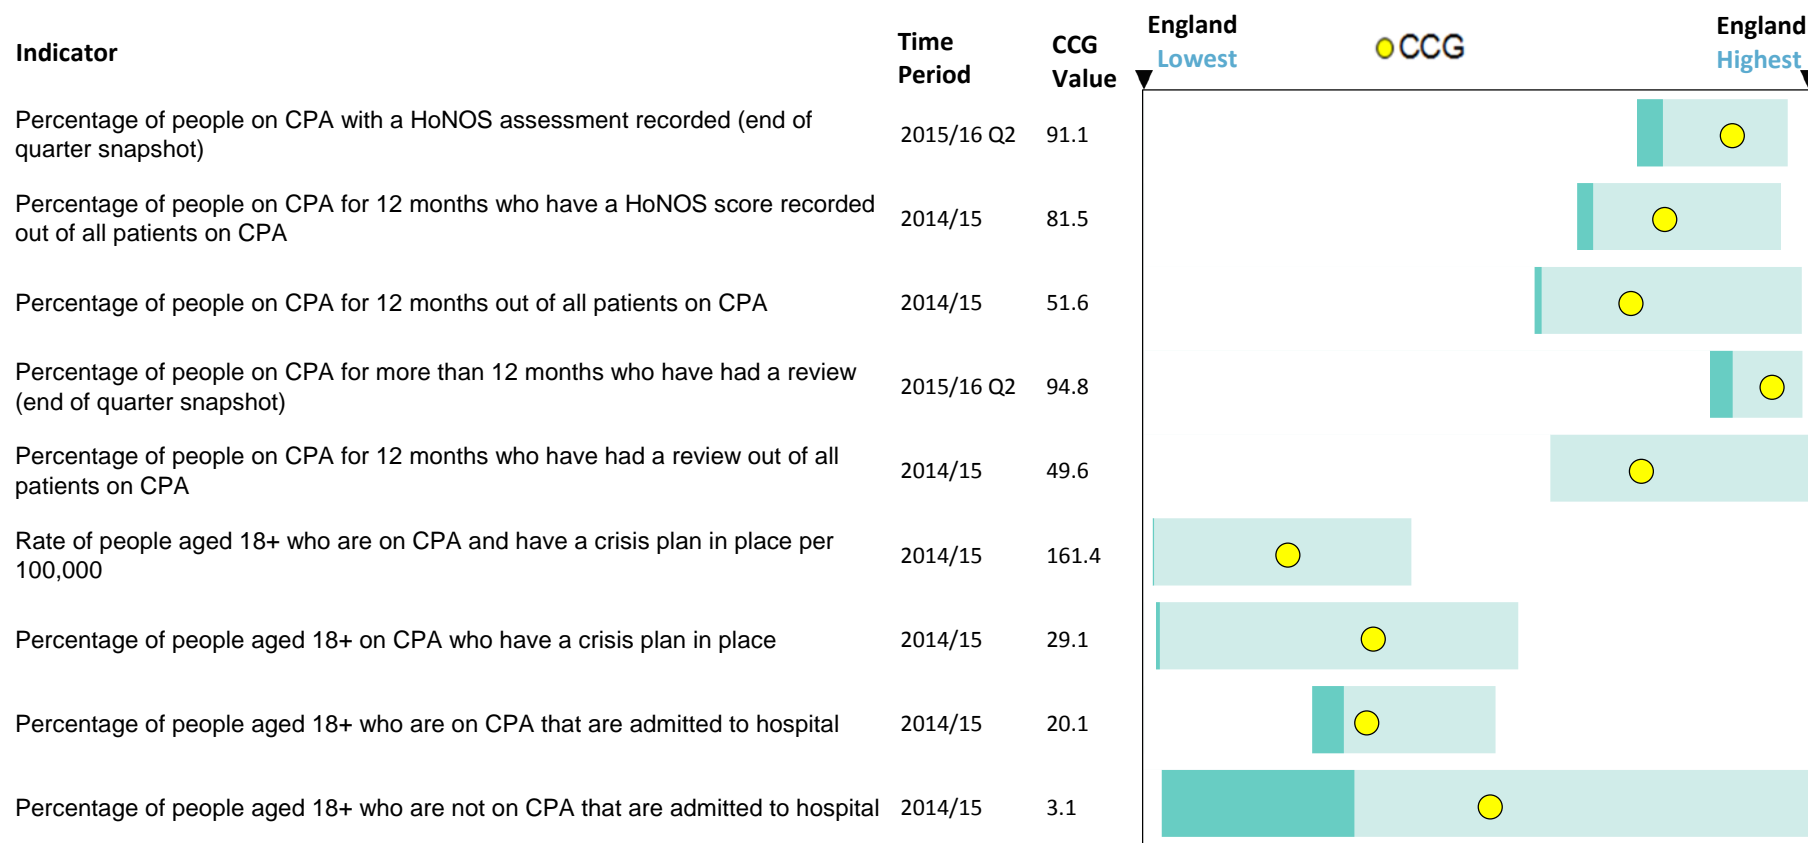 Indicator
Time Period
CCG Value
England Lowest
CCG
England Highest
Percentage of people on CPA with a HoNOS assessment recorded (end of
quarter snapshot)
2015/16 Q2
91.1
Percentage of people on CPA for 12 months who have a HoNOS score recorded
out of all patients on CPA
2014/15
81.5
Percentage of people on CPA for 12 months out of all patients on CPA
2014/15
51.6
Percentage of people on CPA for more than 12 months who have had a review
(end of quarter snapshot)
2015/16 Q2
94.8
Percentage of people on CPA for 12 months who have had a review out of all
patients on CPA
2014/15
49.6
Rate of people aged 18+ who are on CPA and have a crisis plan in place per
100,000
2014/15
161.4
Percentage of people aged 18+ on CPA who have a crisis plan in place
2014/15
29.1
Percentage of people aged 18+ who are on CPA that are admitted to hospital
2014/15
20.1
Percentage of people aged 18+ who are not on CPA that are admitted to hospital
2014/15
3.1